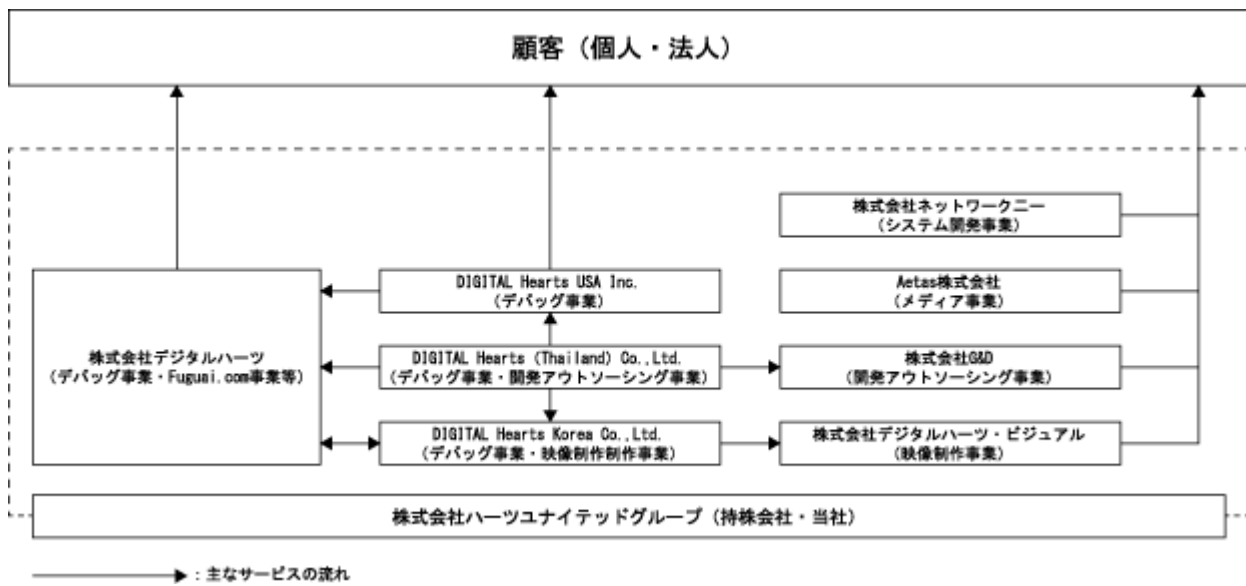 顧客（個人・法人）
株式会社ネットワーク二一
（システム開発事業）
DIGITAL Hearts USA Inc.
（デバッグ事業）
Aetas株式会社
（メディア事業）
株式会社デジタルハーツ
（デバッグ事業・Fuguai.com事業等）
DIGITAL Hearts (Thailand) Co.,Ltd.
（デバッグ事業・開発アウトソーシング事業）
株式会社G&D
（開発アウトソーシング事業）
DIGITAL Hearts Korea Co.,Ltd.
（デバッグ事業・映像制作制作事業）
株式会社デジタルハーツ・ビジュアル
（映像制作事業）
株式会社ハーツユナイテッドグループ（持株会社・当社）
：主なサービスの流れ